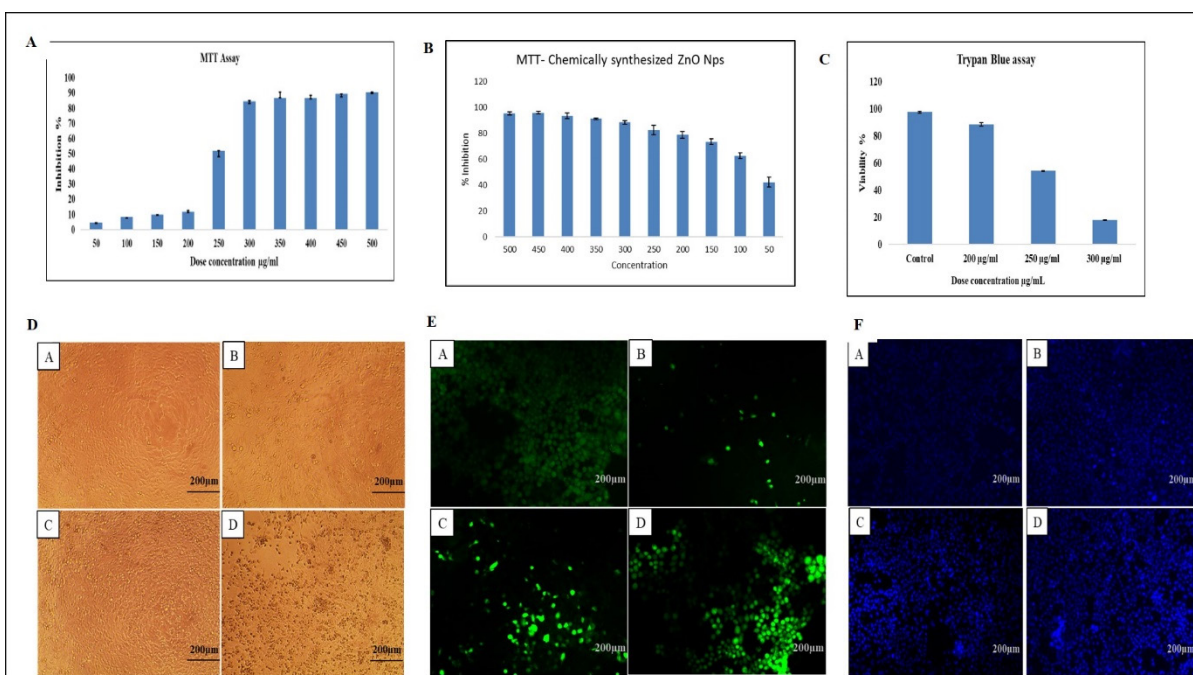 A
MTT Assay
Inhibition %
100
90
80
70
60
50
40
30
20
10
0
50 100 150 200 250 300 350 400 450 500
Dose concentration µg/ml
B
MTT- Chemically synthesized ZnO Nps
% Inhibition
120
100
80
60
40
20
0
500 450 400 350 300 250 200 150 100 50
Concentration
C
Trypan Blue assay
Viability %
120
100
80
60
40
20
0
Control 200 µg/ml 250 µg/ml 300 µg/ml
Dose concentration µg/mL
D
A
200µm
B
200µm
C
200µm
D
200µm
E
A
200µm
B
200µm
C
200µm
D
200µm
F
A
200µm
B
200µm
C
200µm
D
200µm